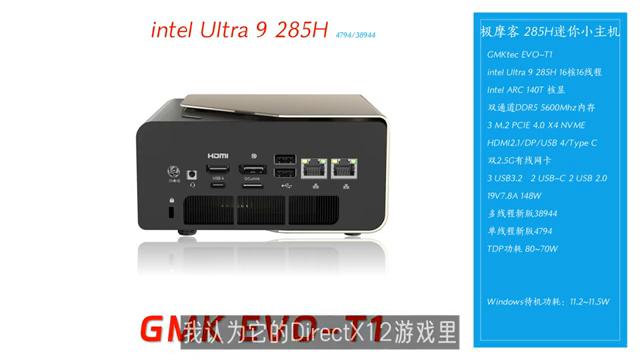 intel Ultra 9 285H 4794/38944
极摩客 285H迷你小主机
GMKtec EVO-T1
intel Ultra 9 285H 16核16线程
Intel ARC 140T 核显
双通道DDR5 5600Mhz内存
3 M.2 PCIE 4.0 X4 NVME
HDMI2.1/DP/USB 4/Type C
双2.5G有线网卡
3 USB3.2 2 USB-C 2 USB 2.0
19V7.8A 148W
多线程新版38944
单线程新版4794
TDP功耗 80~70W
Windows待机功耗：11.2~11.5W
HDMI
USB 4
OCulink
GMK EVO-T1
我认为它的DirectX12游戏里